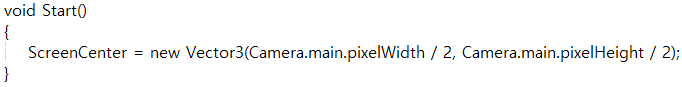 void Start()
{
ScreenCenter = new Vector3(Camera.main.pixelWidth / 2, Camera.main.pixelHeight / 2);
}